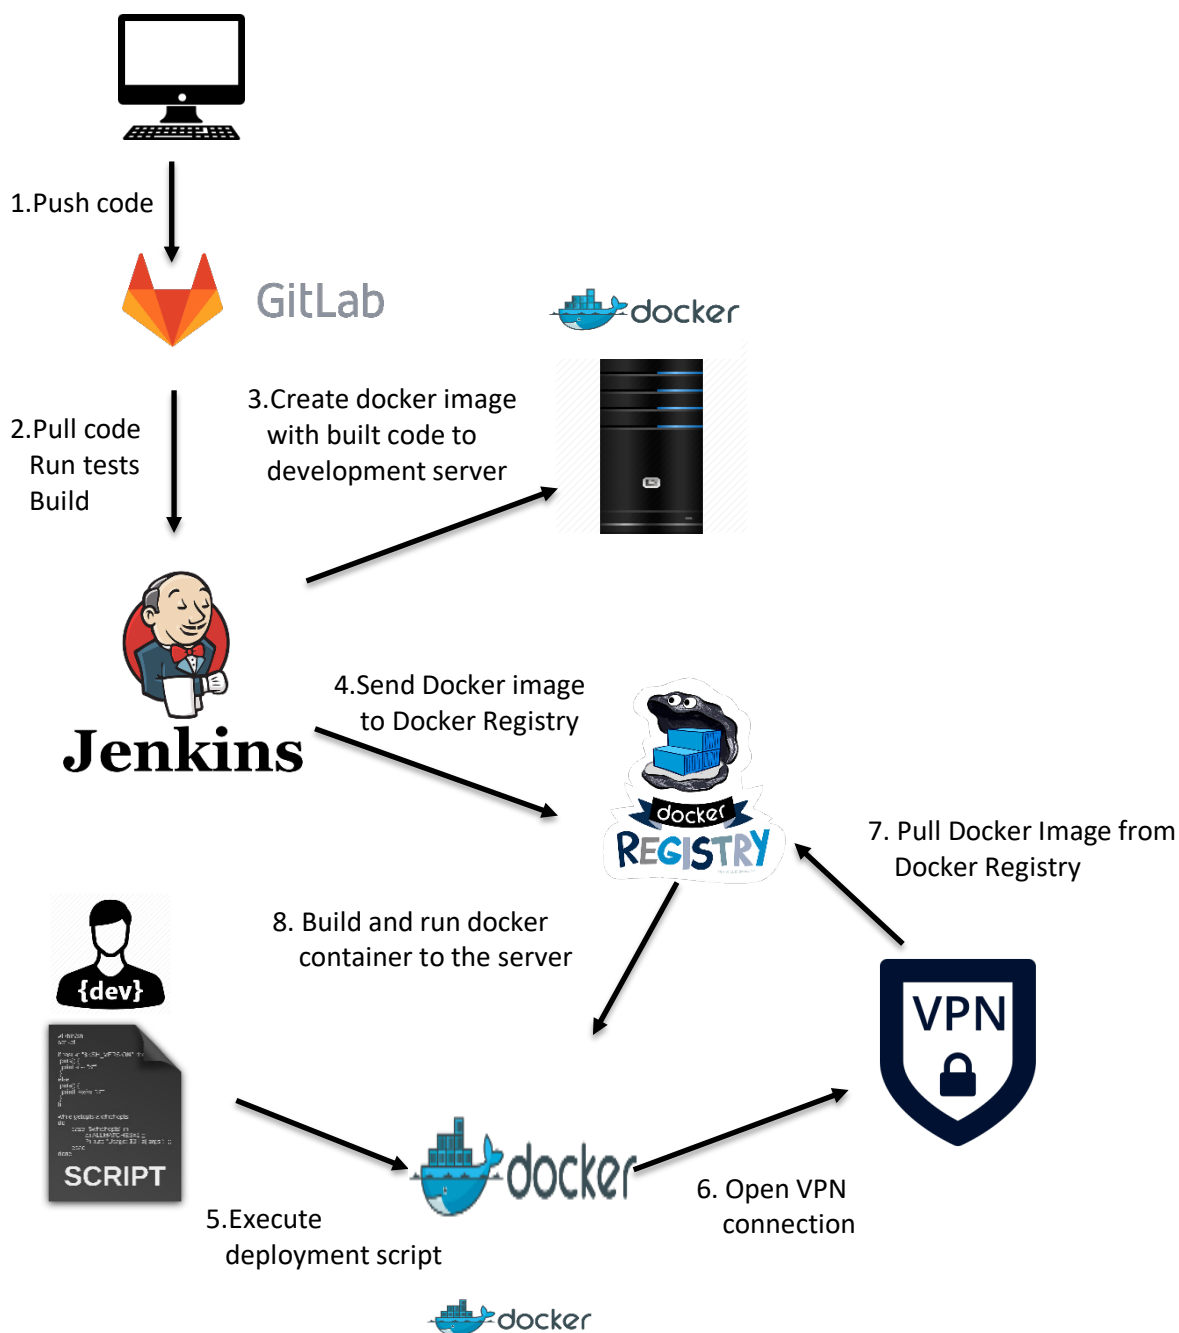 1.Push code
GitLab
docker
3.Create docker image
with built code to
development server
2.Pull code
Run tests
Build
4.Send Docker image
to Docker Registry
Jenkins
docker
REGISTRY
7. Pull Docker Image from
Docker Registry
8. Build and run docker
container to the server
{dev}
VPN
SCRIPT
docker
6. Open VPN
connection
5.Execute
deployment script
docker